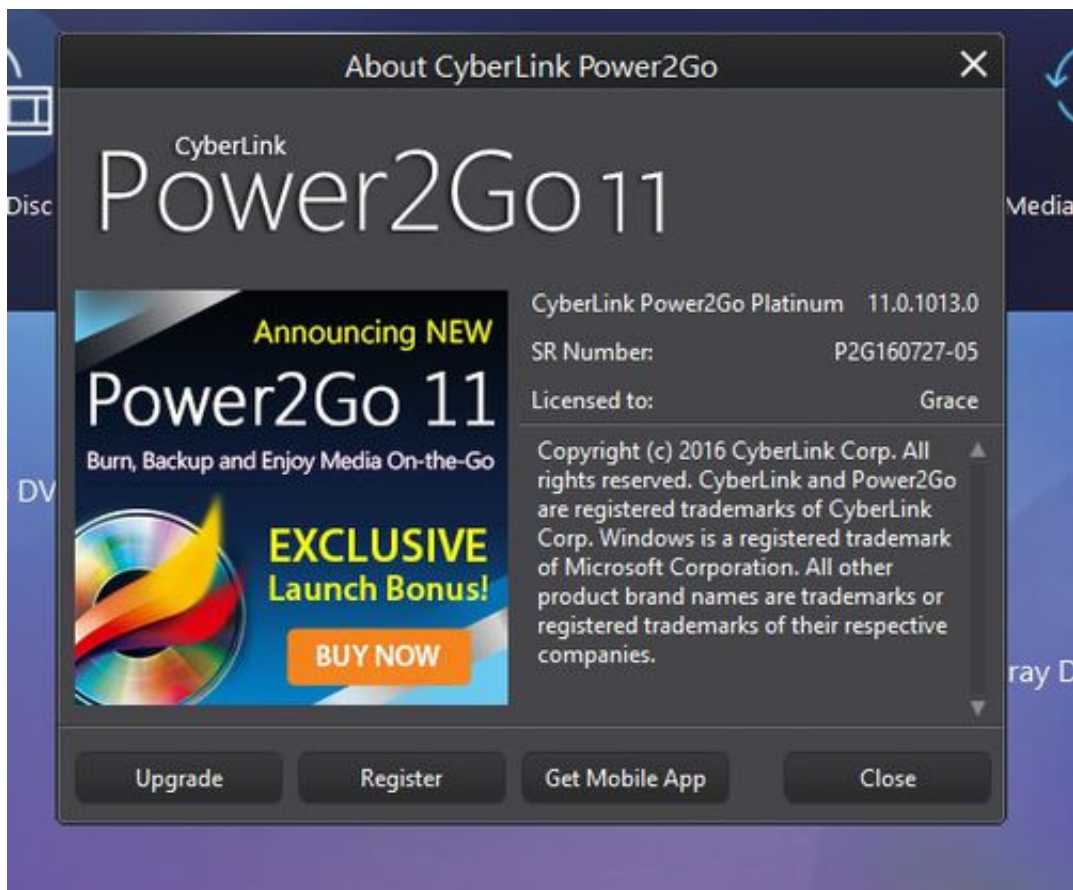 About CyberLink Power2Go
Disc
Media
CyberLink
Power2Go 11
Announcing NEW
Power2Go 11
Burn, Backup and Enjoy Media On-the-Go
EXCLUSIVE
Launch Bonus!
BUY NOW
CyberLink Power2Go Platinum 11.0.1013.0
SR Number: P2G160727-05
Licensed to: Grace
Copyright (c) 2016 CyberLink Corp. All
rights reserved. CyberLink and Power2Go
are registered trademarks of CyberLink
Corp. Windows is a registered trademark
of Microsoft Corporation. All other
product brand names are trademarks or
registered trademarks of their respective
companies.
DV
ray D
Upgrade Register Get Mobile App Close